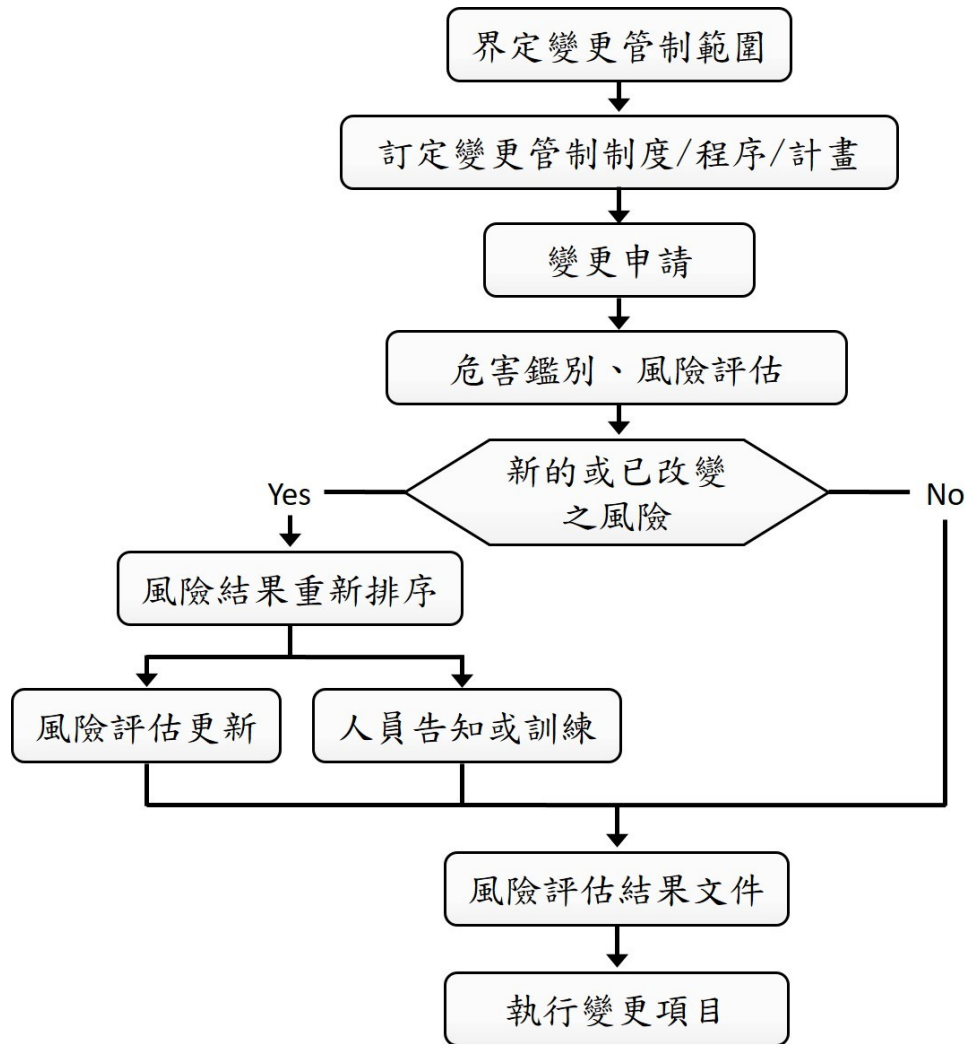 界定變更管制範圍
訂定變更管制制度/程序/計畫
變更申請
危害鑑別、風險評估
新的或已改變
之風險
Yes
No
風險結果重新排序
風險評估更新
人員告知或訓練
風險評估結果文件
執行變更項目